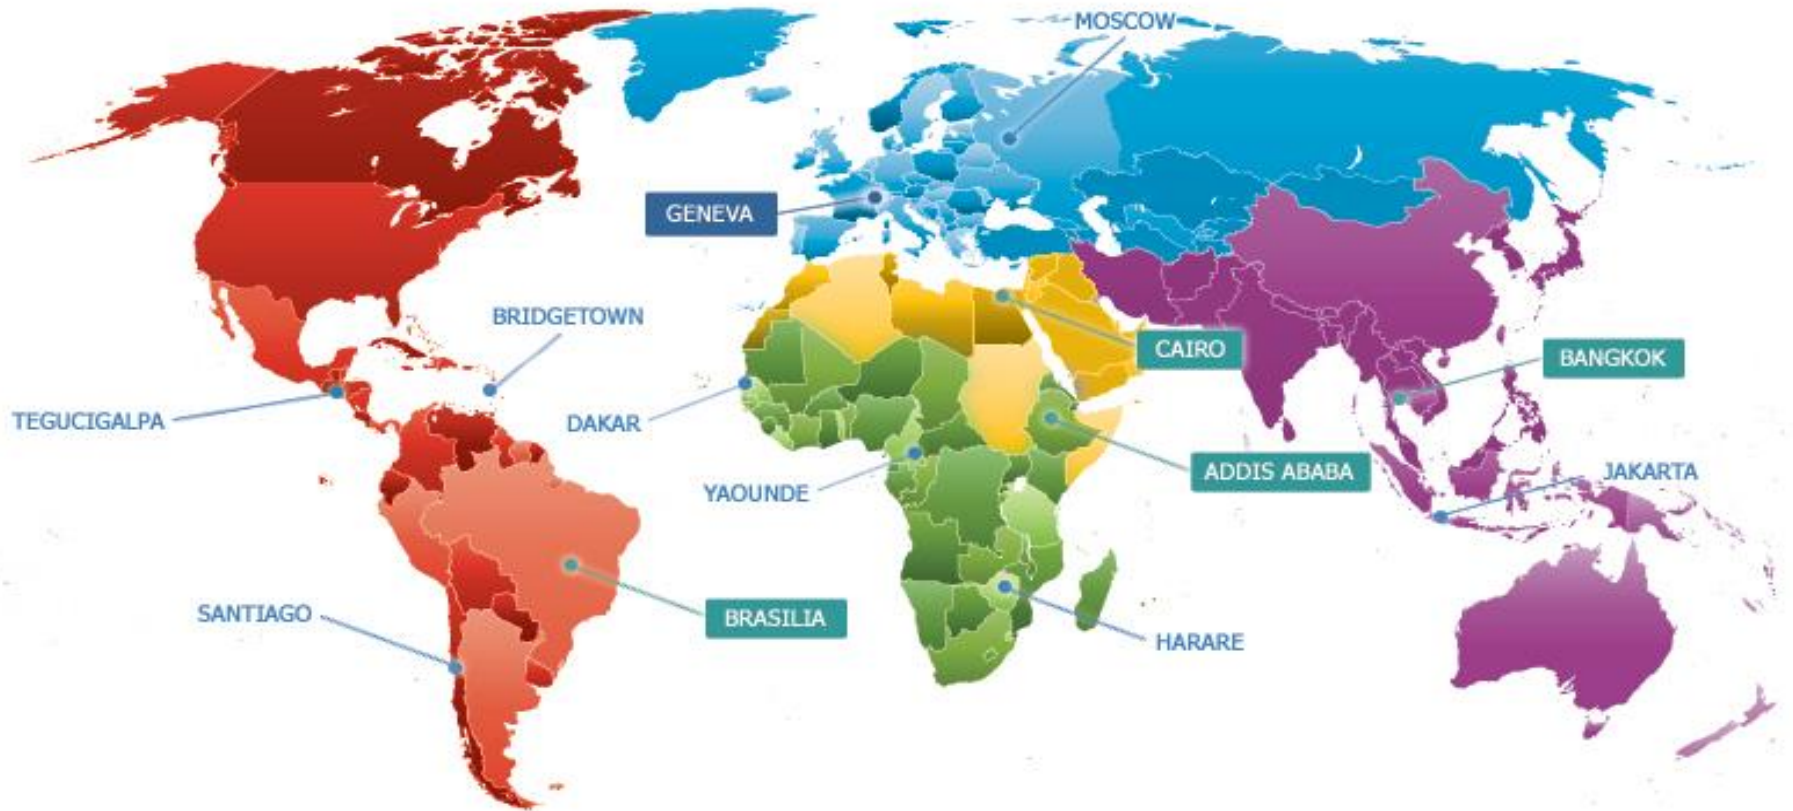 MOSCOW
GENEVA
BRIDGETOWN
CAIRO
BANGKOK
TEGUCIGALPA
DAKAR
ADDIS ABABA
JAKARTA
YAOUNDE
SANTIAGO
BRASILIA
HARARE